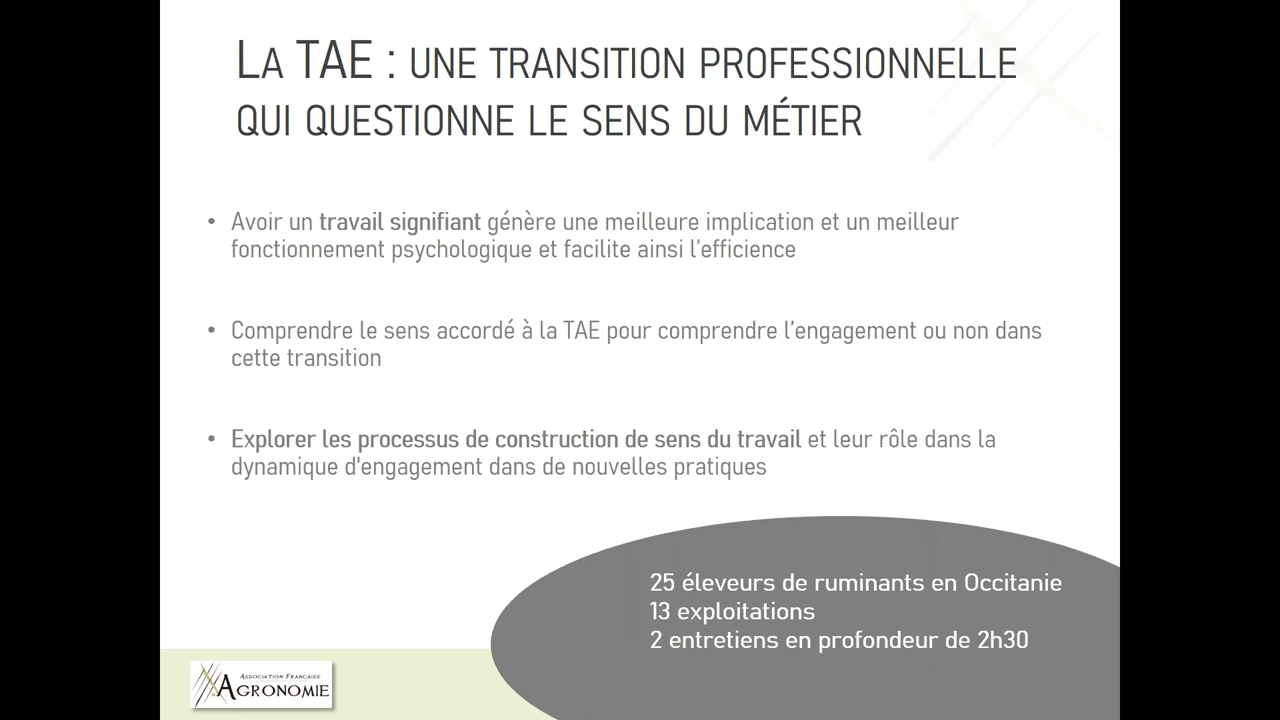 LA TAE : UNE TRANSITION PROFESSIONNELLE
QUI QUESTIONNE LE SENS DU MÉTIER
• Avoir un travail signifiant génère une meilleure implication et un meilleur
fonctionnement psychologique et facilite ainsi l'efficience
• Comprendre le sens accordé à la TAE pour comprendre l'engagement ou non dans
cette transition
• Explorer les processus de construction de sens du travail et leur rôle dans la
dynamique d'engagement dans de nouvelles pratiques
25 éleveurs de ruminants en Occitanie
13 exploitations
2 entretiens en profondeur de 2h30
ASSOCIATION FRANÇAISE
AGRONOMIE